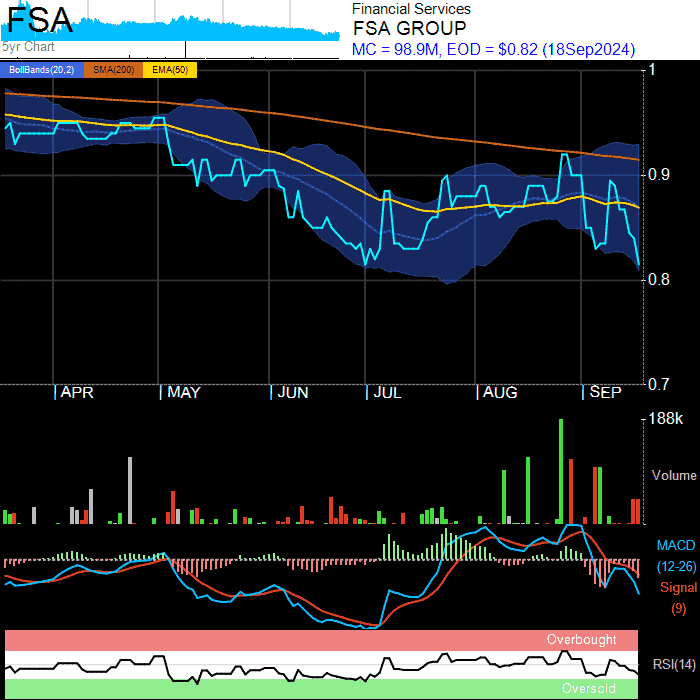 FSA
5yr Chart
Financial Services
FSA GROUP
MC = 98.9M, EOD = $0.82 (18Sep2024)
BollBands(20,2) SMA(200) EMA(50)
1
0.9
0.8
0.7
APR MAY JUN JUL AUG SEP
188k
Volume
MACD
(12-26)
Signal
(9)
Overbought
RSI(14)
Oversold